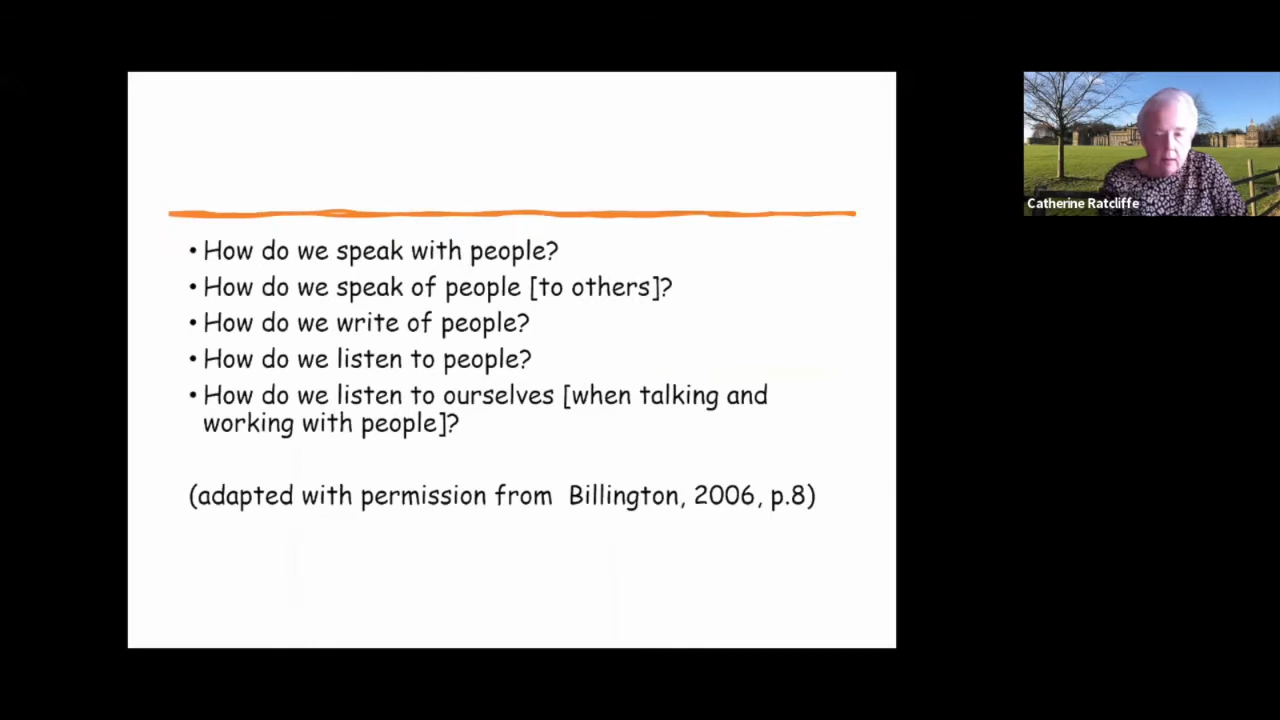 • How do we speak with people?
• How do we speak of people [to others]?
• How do we write of people?
• How do we listen to people?
• How do we listen to ourselves [when talking and
working with people]?
(adapted with permission from Billington, 2006, p.8)
Catherine Ratcliffe